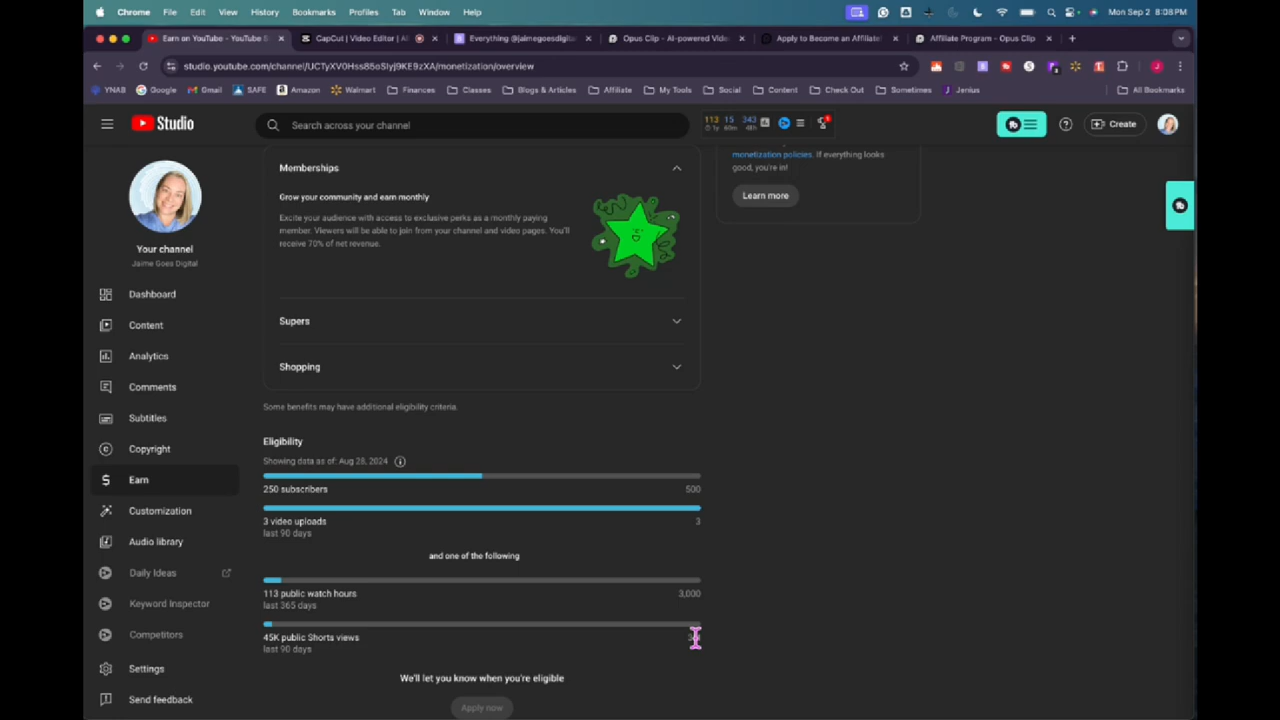 Chrome File Edit View History Bookmarks Profiles Tab Window Help Mon Sep 2 8:08 PM
Earn on YouTube - YouTube S CapCut | Video Editor | Al Everything @jaimegoesdigita Opus Clip - AI-powered Vide Apply to Become an Affiliate Affiliate Program - Opus Clip
studio.youtube.com/channel/
YNAB Google Gmail SAFE Amazon Walmart Finances Classes Blogs & Articles Affiliate My Tools Social Content Check Out Sometimes Jenius All Bookmarks
Studio
Search across your channel
113 15 343
1y 60m 48h
Create
Your channel
Jaime Goes Digital
Dashboard
Content
Analytics
Comments
Subtitles
Copyright
Earn
Customization
Audio library
Daily Ideas
Keyword Inspector
Competitors
Settings
Send feedback
Memberships
Grow your community and earn monthly
Excite your audience with access to exclusive perks as a monthly paying
member. Viewers will be able to join from your channel and video pages. You'll
receive 70% of net revenue.
Supers
Shopping
Some benefits may have additional eligibility criteria.
Eligibility
Showing data as of: Aug 28, 2024
250 subscribers 500
3 video uploads 3
last 90 days
and one of the following
113 public watch hours 3,000
last 365 days
45K public Shorts views
last 90 days
We'll let you know when you're eligible
Apply now
monetization policies. If everything looks
good, you're in!
Learn more